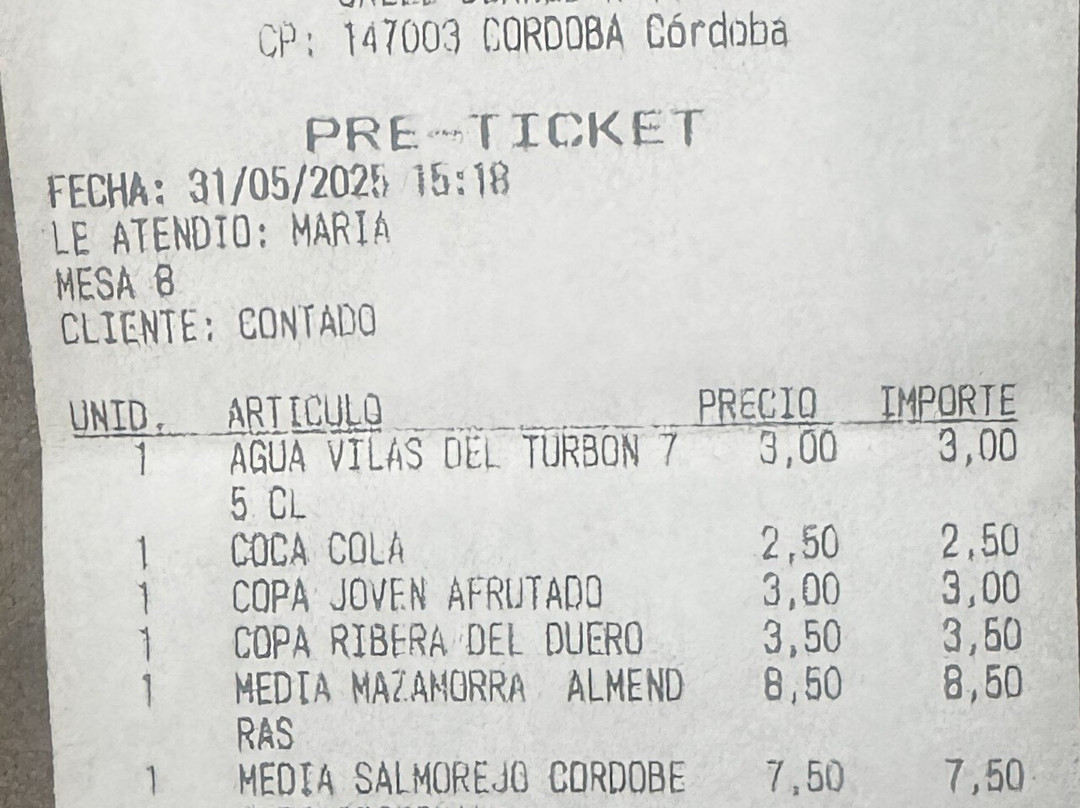 CP: 147003 CORDOBA Córdoba
PRE-TICKET
FECHA: 31/05/2025 15:18
LE ATENDIO: MARIA
MESA 8
CLIENTE: CONTADO
UNID. ARTICULO PRECIO IMPORTE
1 AGUA VILAS DEL TURBON 7 3,00 3,00
5 CL
1 COCA COLA 2,50 2,50
1 COPA JOVEN AFRUTADO 3,00 3,00
1 COPA RIBERA DEL DUERO 3,50 3,50
1 MEDIA MAZAMORRA ALMEND 8,50 8,50
RAS
1 MEDIA SALMOREJO CORDOBE 7,50 7,50